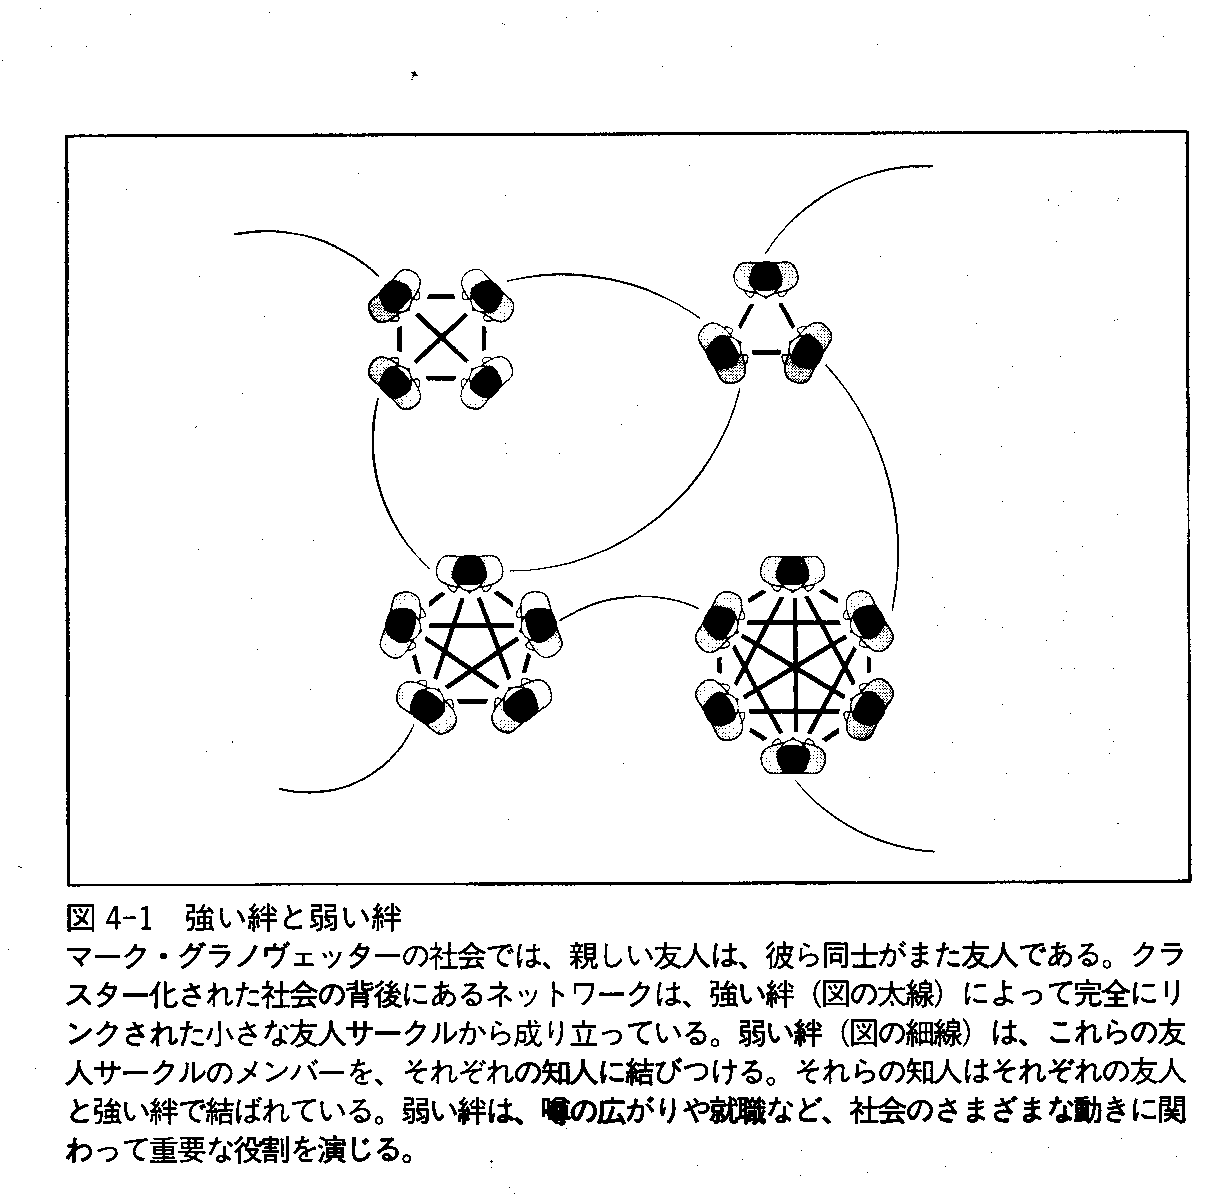 図 4-1　強い絆と弱い絆
マーク・グラノヴェッターの社会では、親しい友人は、彼ら同士がまた友人である。クラ
スター化された社会の背後にあるネットワークは、強い絆（図の太線）によって完全にリ
ンクされた小さな友人サークルから成り立っている。弱い絆（図の細線）は、これらの友
人サークルのメンバーを、それぞれの知人に結びつける。それらの知人はそれぞれの友人
と強い絆で結ばれている。弱い絆は、噂の広がりや就職など、社会のさまざまな動きに関
わって重要な役割を演じる。